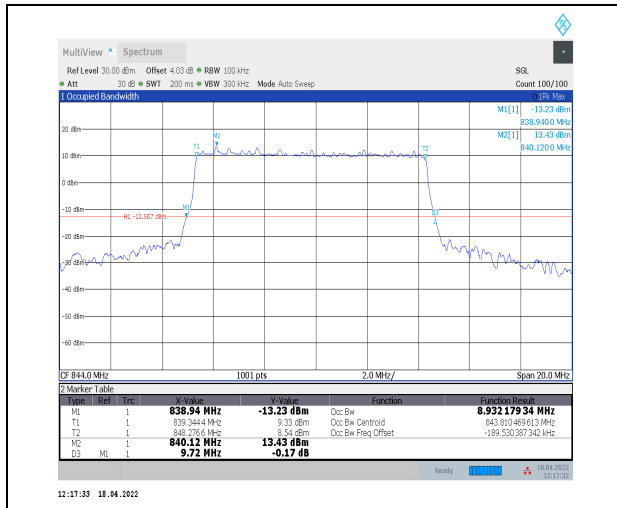 MultiView Spectrum
Ref Level 30.00 dBm Offset 4.03 dB RBW 100 kHz SGL
Att 30 dB SWT 200 ms VBW 300 kHz Mode Auto Sweep Count 100/100
1 Occupied Bandwidth 1Pk Max
M1[1] -13.23 dBm
838.9400 MHz
M2[1] 13.43 dBm
840.1200 MHz
20 dBm
M2
T1 T2
10 dBm
0 dBm
-10 dBm
M1
H1 -12.567 dBm
D3
-20 dBm
-30 dBm
-40 dBm
-50 dBm
-60 dBm
CF 844.0 MHz 1001 pts 2.0 MHz/ Span 20.0 MHz
2 Marker Table
Type Ref Trc X-Value Y-Value Function Function Result
M1 1 838.94 MHz -13.23 dBm Occ Bw 8.932 179 34 MHz
T1 1 839.3444 MHz 9.33 dBm Occ Bw Centroid 843.810 469 613 MHz
T2 1 848.2766 MHz 8.54 dBm Occ Bw Freq Offset -189.530 387 342 kHz
M2 1 840.12 MHz 13.43 dBm
D3 M1 1 9.72 MHz -0.17 dB
Ready 18.04.2022
12:17:32
12:17:33 18.04.2022